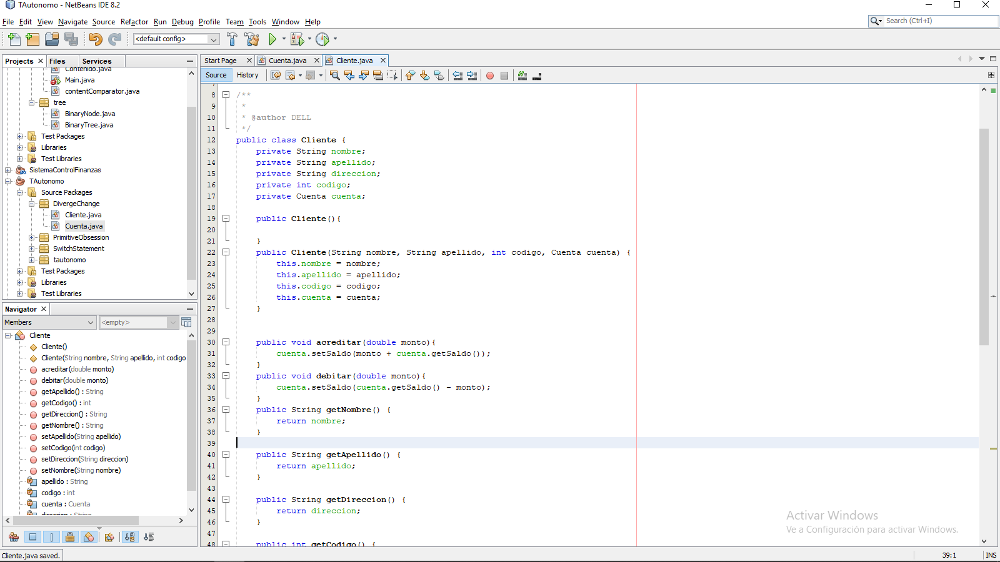 TAutonomo - NetBeans IDE 8.2
File Edit View Navigate Source Refactor Run Debug Profile Team Tools Window Help
Search (Ctrl+I)
<default config>
Projects Files Services
Contenido.java
Main.java
contentComparator.java
tree
BinaryNode.java
BinaryTree.java
Test Packages
Libraries
Test Libraries
SistemaControlFinanzas
TAutonomo
Source Packages
DivergeChange
Cliente.java
Cuenta.java
PrimitiveObsession
SwitchStatement
tautonomo
Test Packages
Libraries
Test Libraries
Navigator
Members <empty>
Cliente
Cliente()
Cliente(String nombre, String apellido, int codigo
acreditar(double monto)
debitar(double monto)
getApellido() : String
getCodigo() : int
getDireccion() : String
getNombre() : String
setApellido(String apellido)
setCodigo(int codigo)
setDireccion(String direccion)
setNombre(String nombre)
apellido : String
codigo : int
cuenta : Cuenta
direccion : String
Cliente.java saved.
Start Page Cuenta.java Cliente.java
Source History
7
8 /**
9 *
10 * @author DELL
11 */
12 public class Cliente {
13 private String nombre;
14 private String apellido;
15 private String direccion;
16 private int codigo;
17 private Cuenta cuenta;
18
19 public Cliente(){
20
21 }
22 public Cliente(String nombre, String apellido, int codigo, Cuenta cuenta) {
23 this.nombre = nombre;
24 this.apellido = apellido;
25 this.codigo = codigo;
26 this.cuenta = cuenta;
27 }
28
29
30 public void acreditar(double monto){
31 cuenta.setSaldo(monto + cuenta.getSaldo());
32 }
33 public void debitar(double monto){
34 cuenta.setSaldo(cuenta.getSaldo() - monto);
35 }
36 public String getNombre() {
37 return nombre;
38 }
39
40 public String getApellido() {
41 return apellido;
42 }
43
44 public String getDireccion() {
45 return direccion;
46 }
47
48 public int getCodigo() {
Activar Windows
Ve a Configuración para activar Windows.
39:1 INS